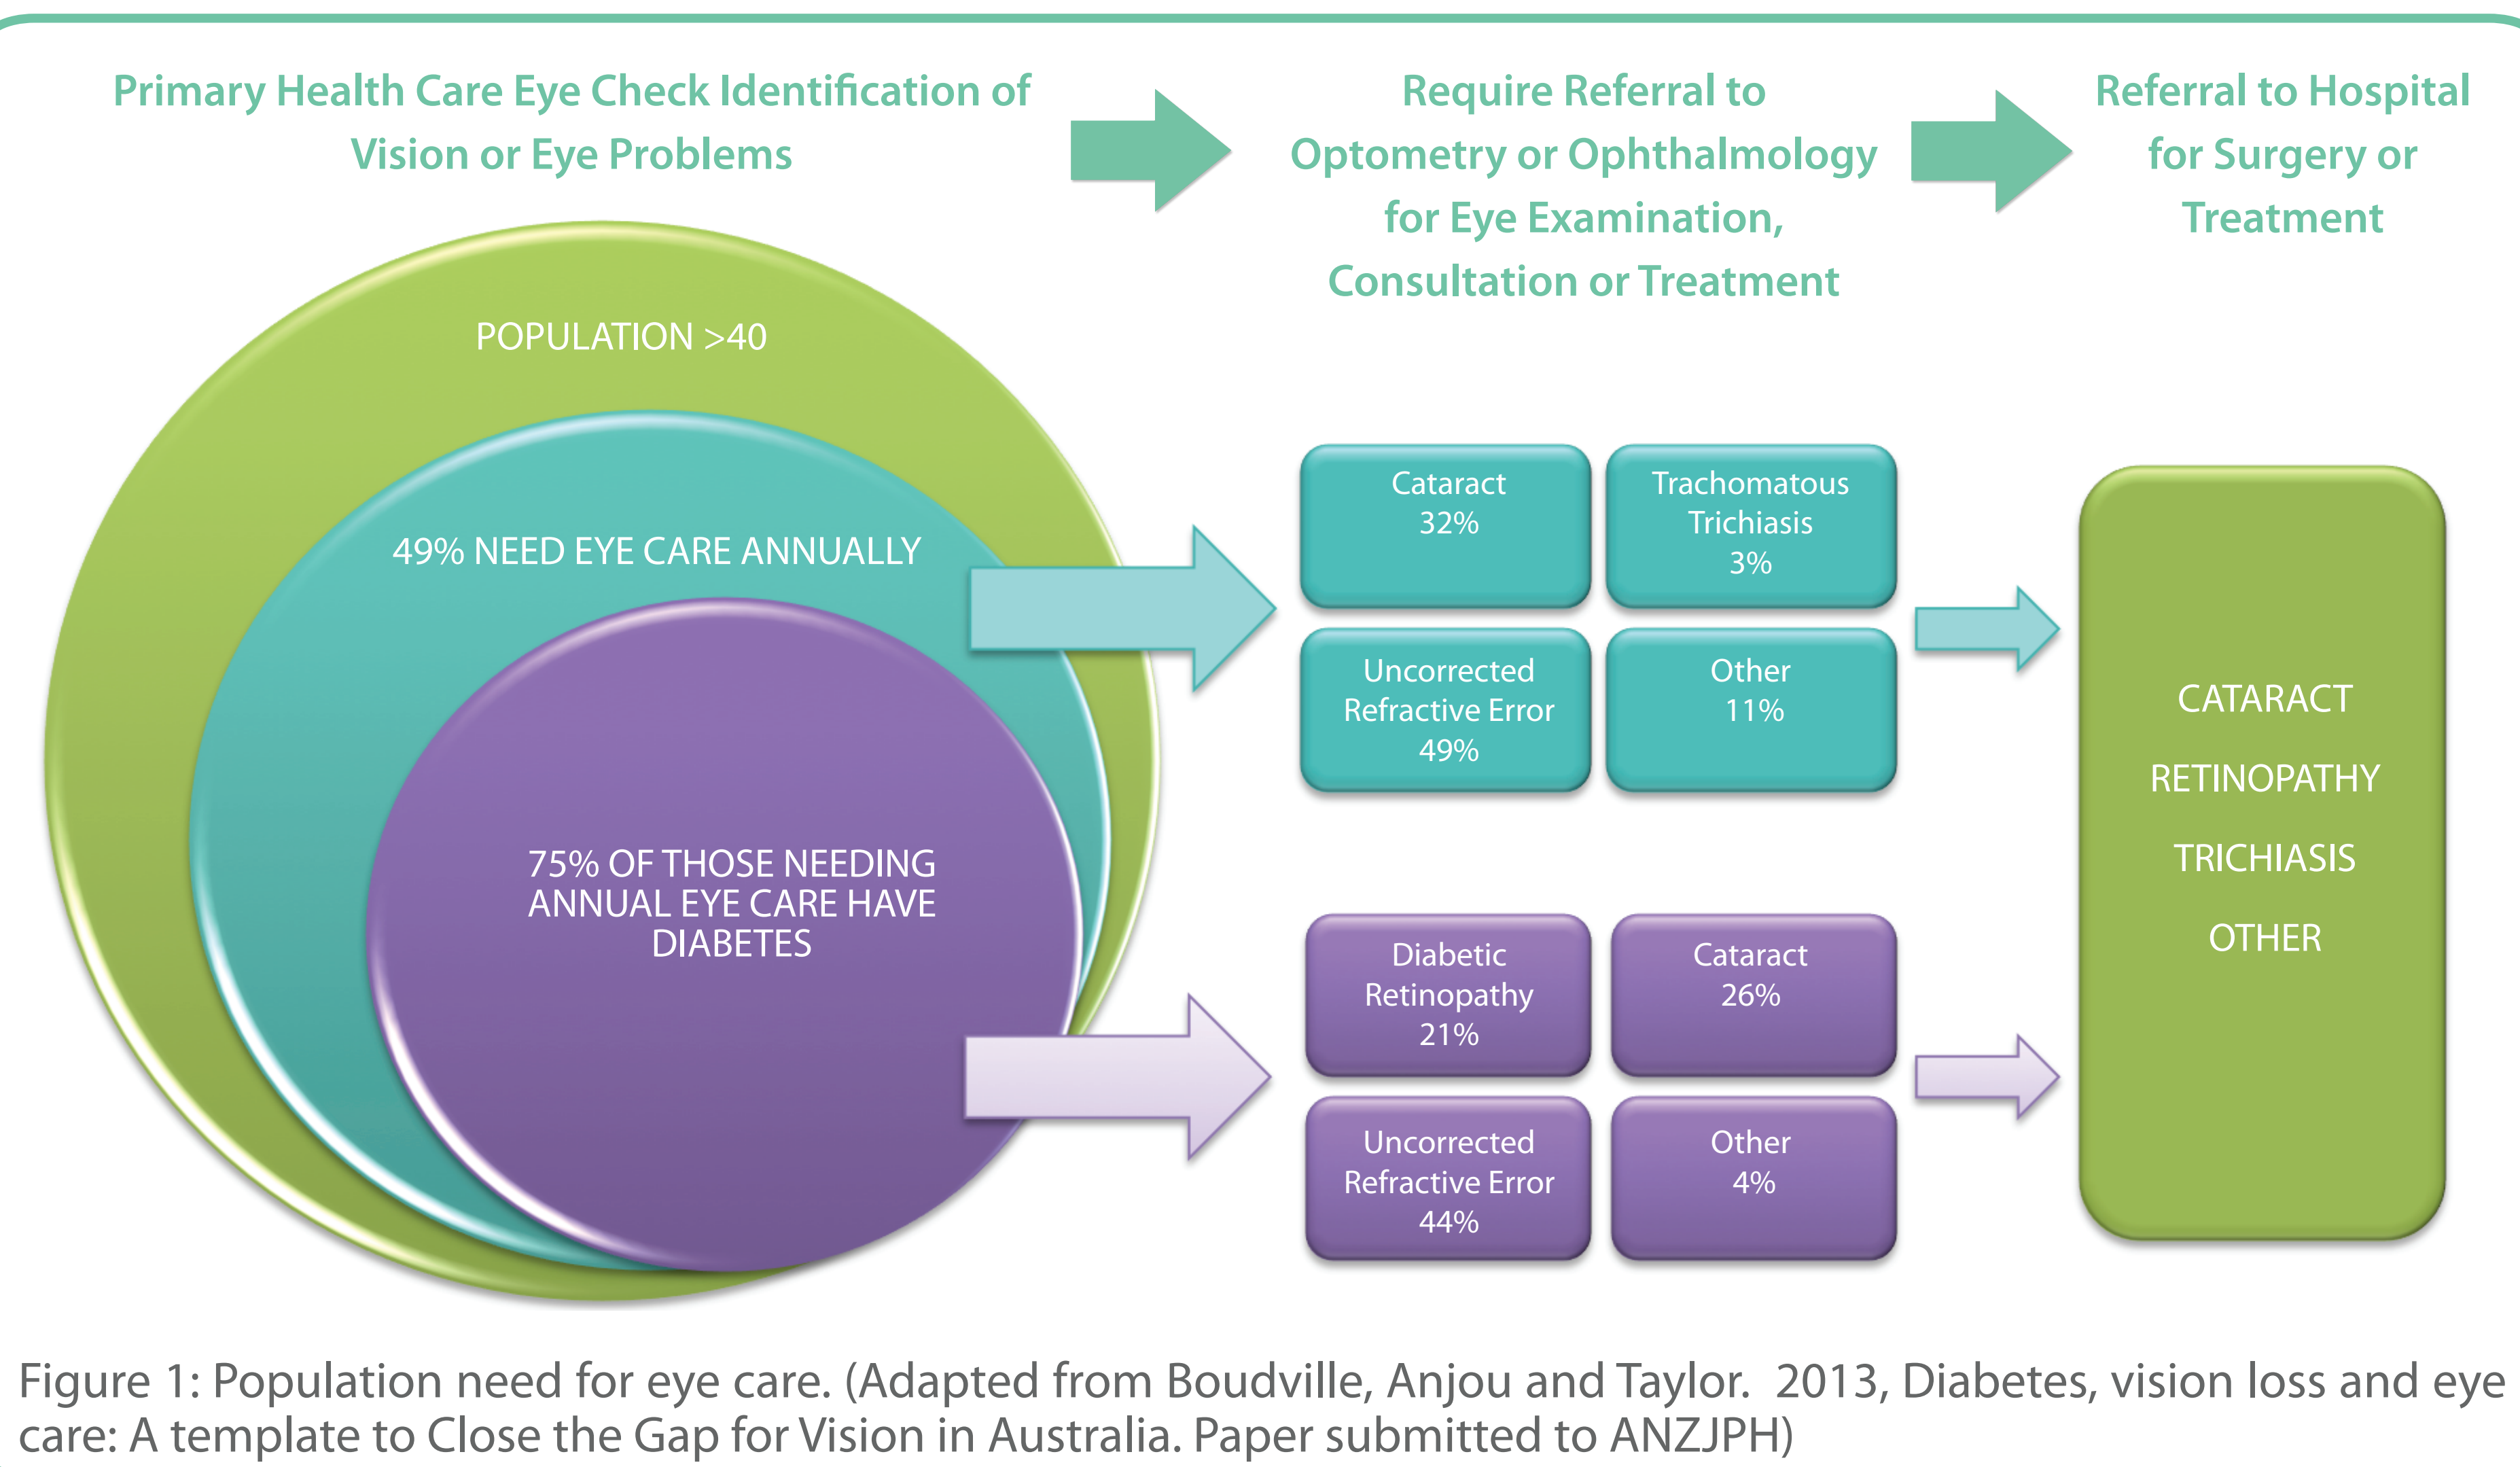 Primary Health Care Eye Check Identification of
Vision or Eye Problems
Require Referral to
Optometry or Ophthalmology
for Eye Examination,
Consultation or Treatment
Referral to Hospital
for Surgery or
Treatment
POPULATION >40
49% NEED EYE CARE ANNUALLY
75% OF THOSE NEEDING
ANNUAL EYE CARE HAVE
DIABETES
Cataract
32%
Trachomatous
Trichiasis
3%
Uncorrected
Refractive Error
49%
Other
11%
Diabetic
Retinopathy
21%
Cataract
26%
Uncorrected
Refractive Error
44%
Other
4%
CATARACT
RETINOPATHY
TRICHIASIS
OTHER
Figure 1: Population need for eye care. (Adapted from Boudville, Anjou and Taylor.  2013, Diabetes, vision loss and eye
care: A template to Close the Gap for Vision in Australia. Paper submitted to ANZJPH)